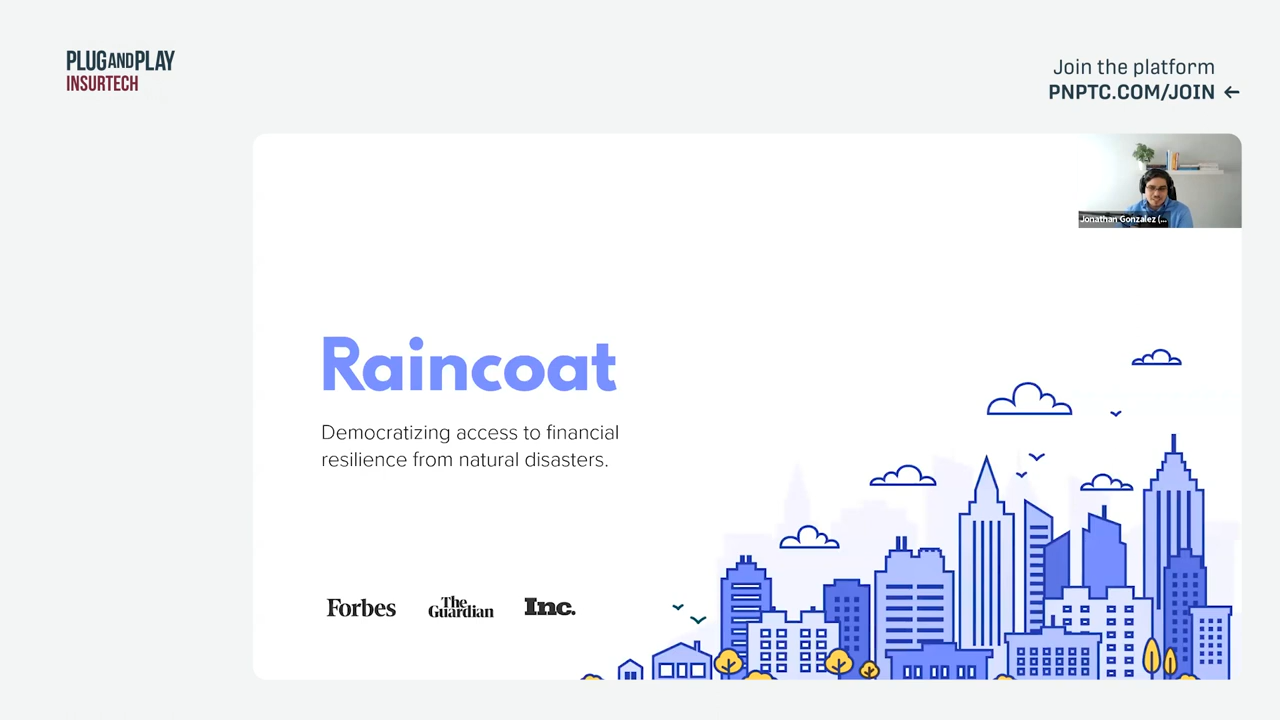 PLUG AND PLAY
INSURTECH
Join the platform
PNPTC.COM/JOIN ←
Jonathan Gonzalez (...
Raincoat
Democratizing access to financial
resilience from natural disasters.
Forbes
The Guardian
Inc.